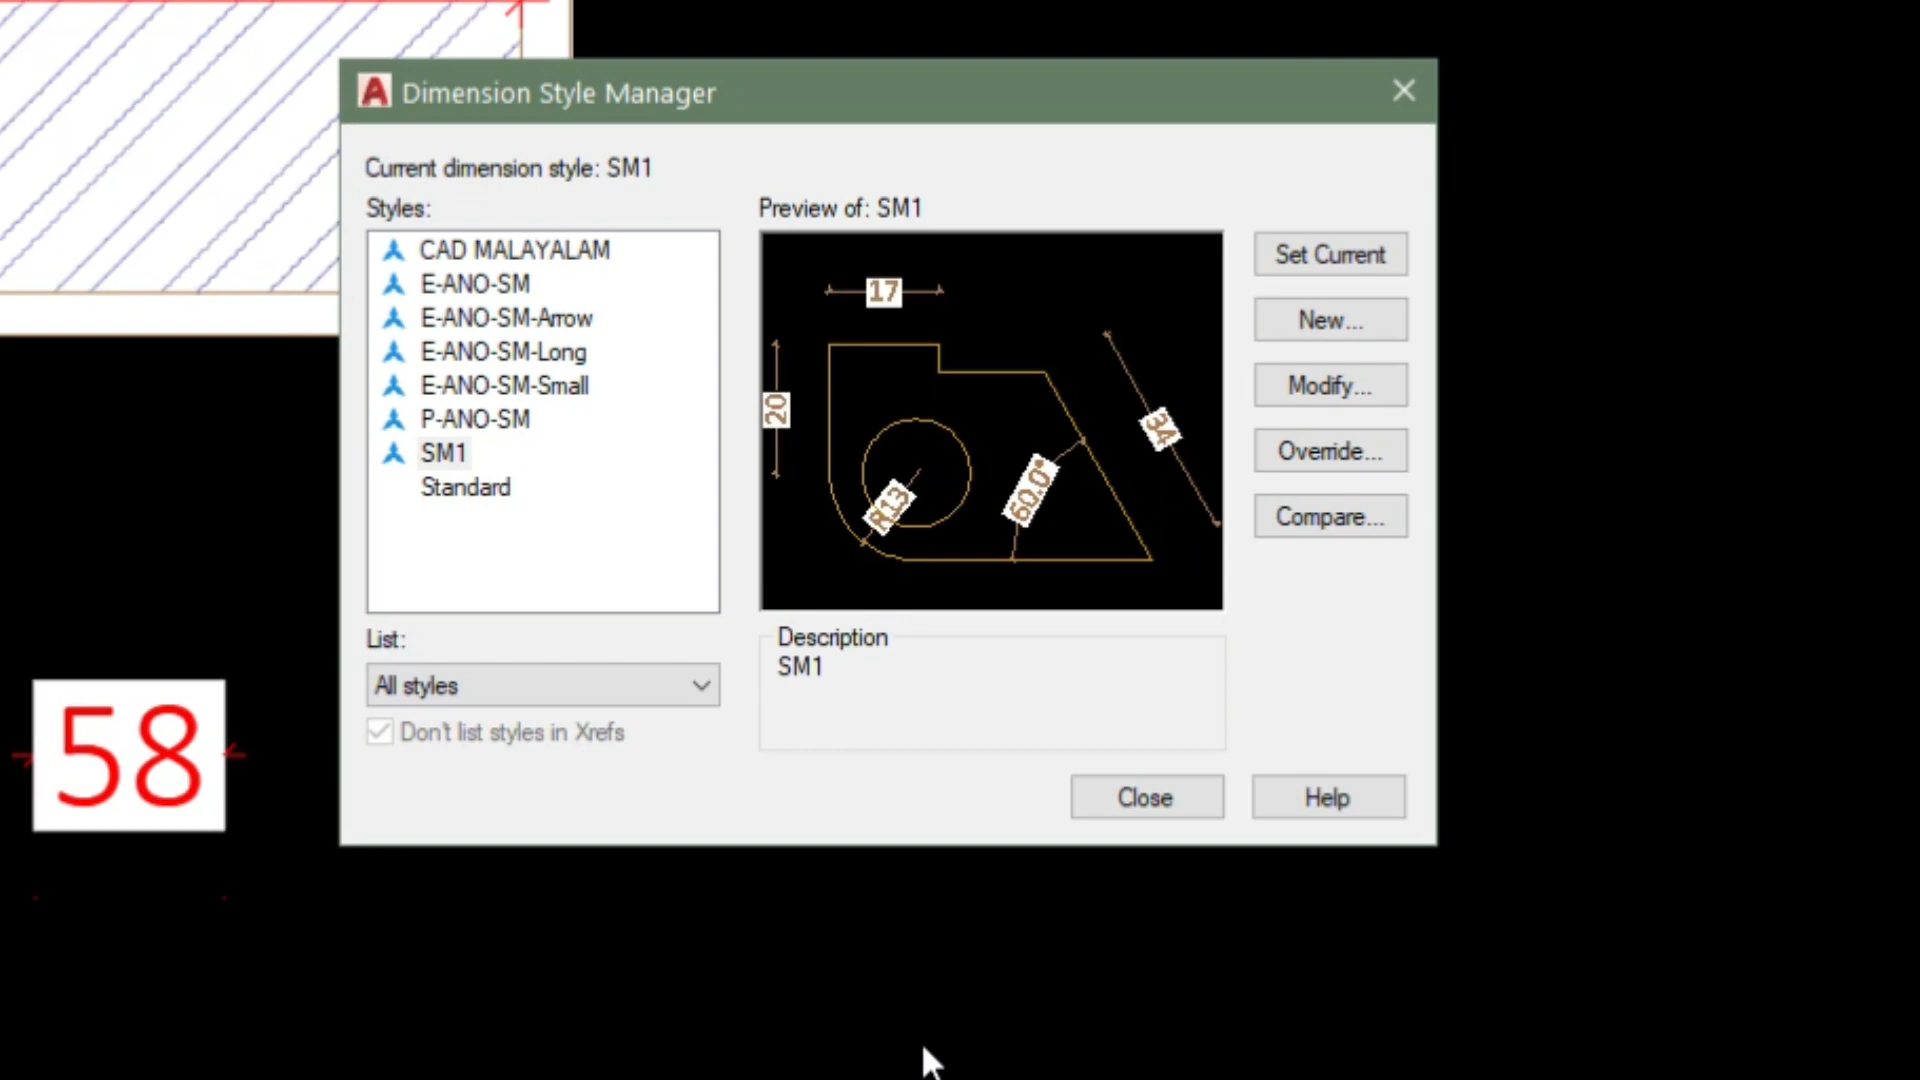 Dimension Style Manager
Current dimension style: SM1
Styles:
CAD MALAYALAM
E-ANO-SM
E-ANO-SM-Arrow
E-ANO-SM-Long
E-ANO-SM-Small
P-ANO-SM
SM1
Standard
List:
All styles
Don't list styles in Xrefs
Preview of: SM1
17
20
34
R13
60.0°
Description
SM1
Set Current
New...
Modify...
Override...
Compare...
Close
Help
58